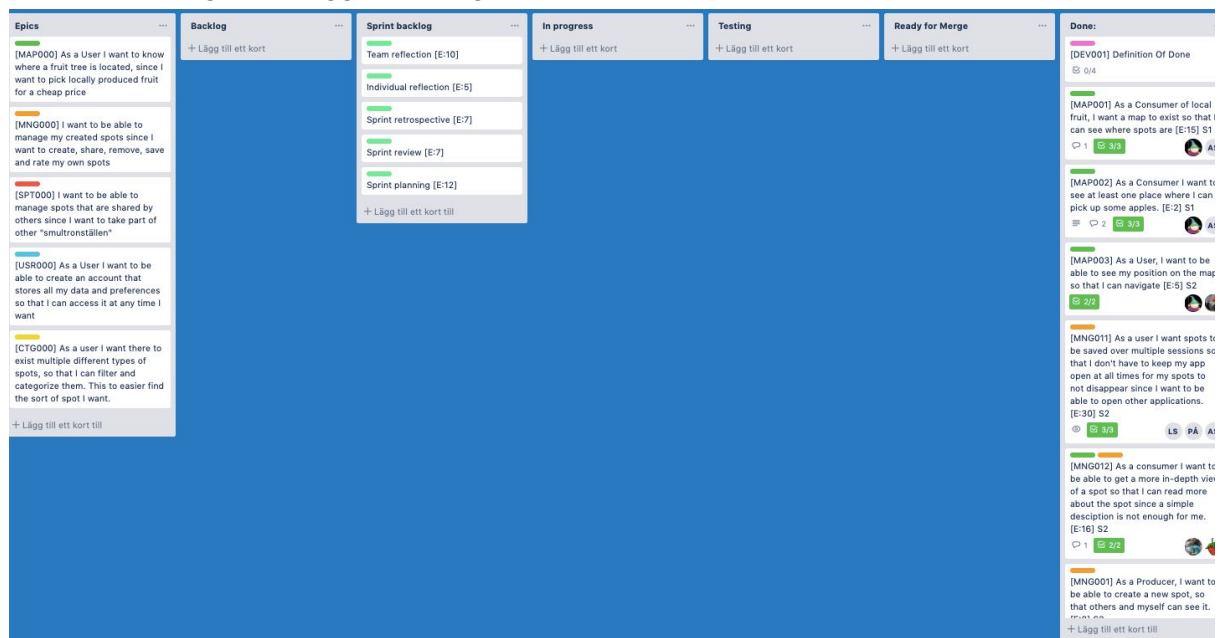 Epics
[MAP000] As a User I want to know
where a fruit tree is located, since I
want to pick locally produced fruit
for a cheap price
[MNG000] I want to be able to
manage my created spots since I
want to create, share, remove, save
and rate my own spots
[SPT000] I want to be able to
manage spots that are shared by
others since I want to take part of
other "smultronställen"
[USR000] As a User I want to be
able to create an account that
stores all my data and preferences
so that I can access it at any time I
want
[CTG000] As a user I want there to
exist multiple different types of
spots, so that I can filter and
categorize them. This to easier find
the sort of spot I want.
+ Lägg till ett kort till
Backlog
+ Lägg till ett kort
Sprint backlog
Team reflection [E:10]
Individual reflection [E:5]
Sprint retrospective [E:7]
Sprint review [E:7]
Sprint planning [E:12]
+ Lägg till ett kort till
In progress
+ Lägg till ett kort
Testing
+ Lägg till ett kort
Ready for Merge
+ Lägg till ett kort
Done:
[DEV001] Definition Of Done
0/4
[MAP001] As a Consumer of local
fruit, I want a map to exist so that I
can see where spots are [E:15] S1
1 3/3
[MAP002] As a Consumer I want to
see at least one place where I can
pick up some apples. [E:2] S1
2 3/3
[MAP003] As a User, I want to be
able to see my position on the map
so that I can navigate [E:5] S2
2/2
[MNG011] As a user I want spots to
be saved over multiple sessions so
that I don't have to keep my app
open at all times for my spots to
not disappear since I want to be
able to open other applications.
[E:30] S2
3/3 LS PÅ
[MNG012] As a consumer I want to
be able to get a more in-depth view
of a spot so that I can read more
about the spot since a simple
desciption is not enough for me.
[E:16] S2
1 2/2
[MNG001] As a Producer, I want to
be able to create a new spot, so
that others and myself can see it.
+ Lägg till ett kort till